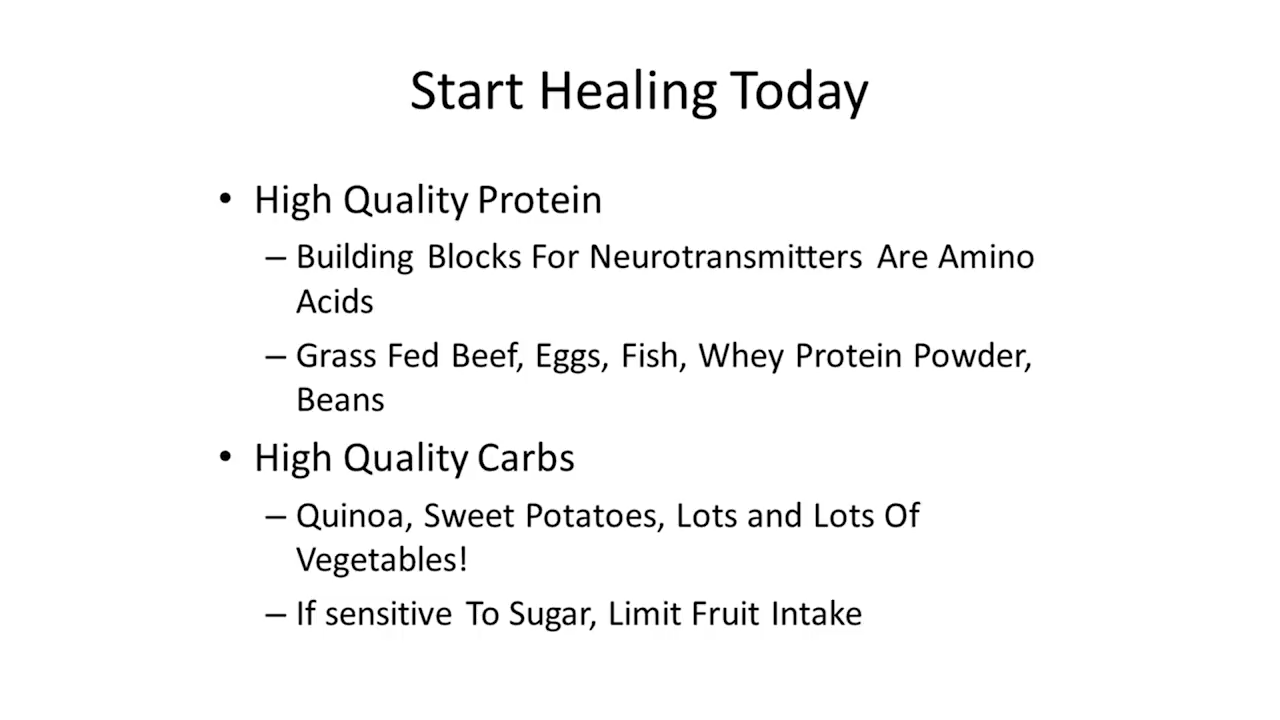 Start Healing Today
• High Quality Protein
– Building Blocks For Neurotransmitters Are Amino
Acids
– Grass Fed Beef, Eggs, Fish, Whey Protein Powder,
Beans
• High Quality Carbs
– Quinoa, Sweet Potatoes, Lots and Lots Of
Vegetables!
– If sensitive To Sugar, Limit Fruit Intake